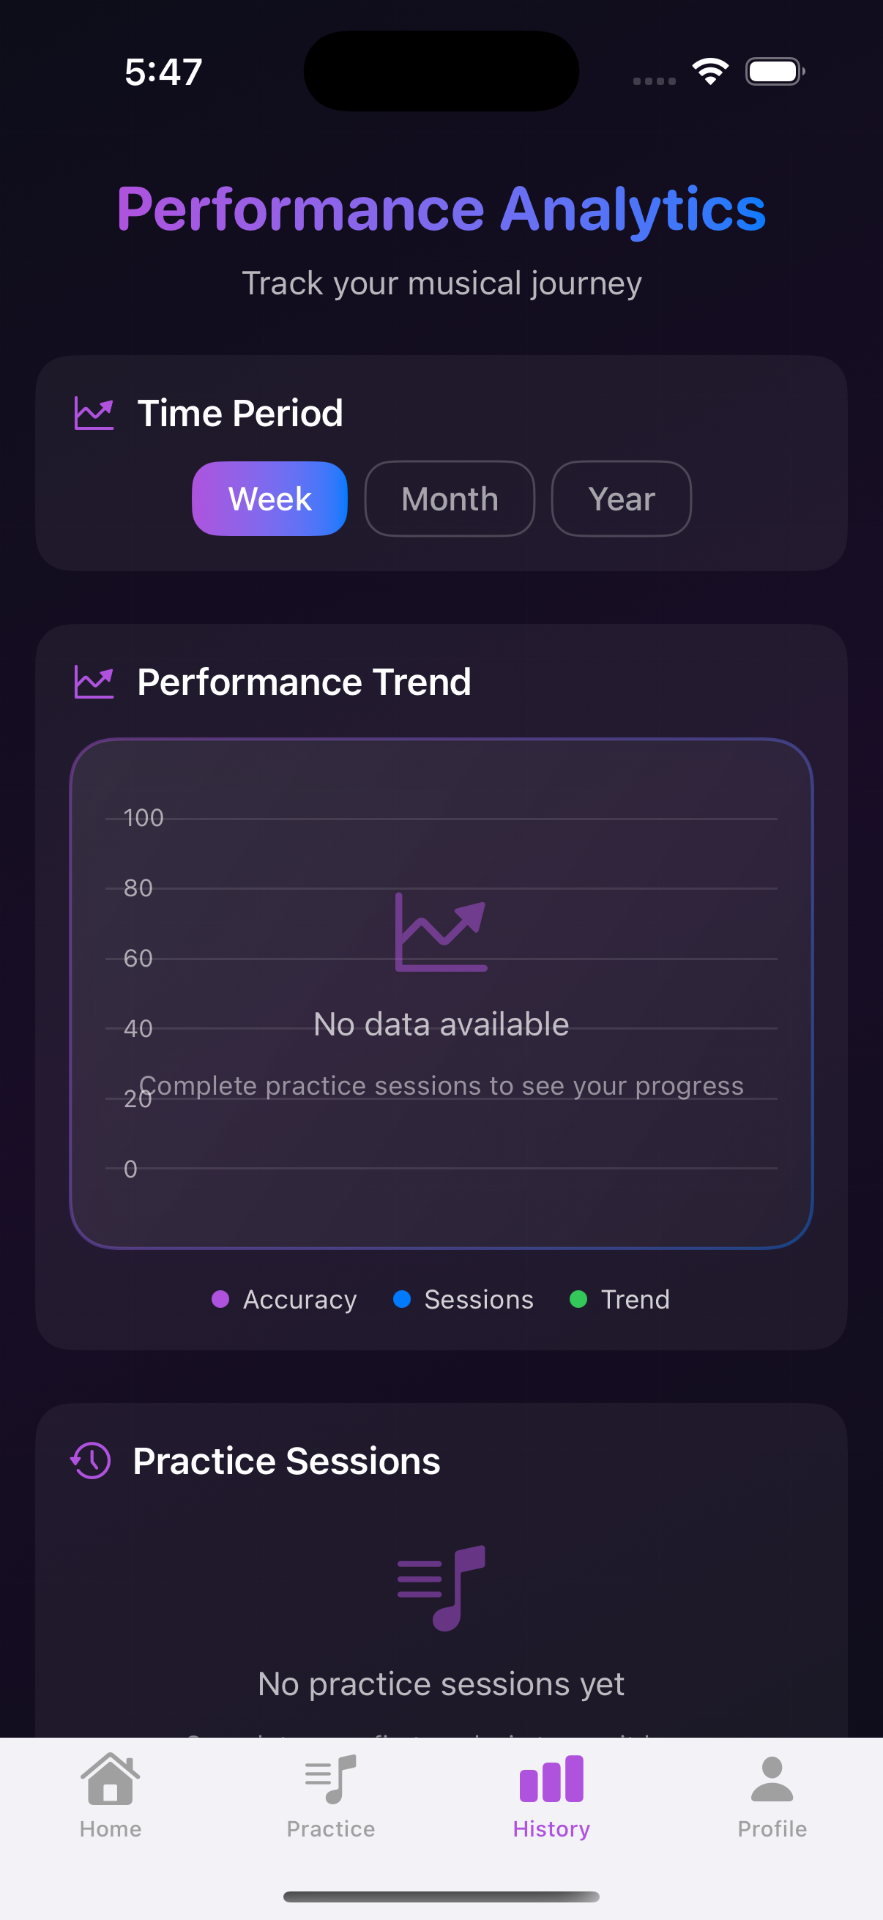 5:47
Performance Analytics
Track your musical journey
Time Period
Week Month Year
Performance Trend
100
80
60
No data available
40
Complete practice sessions to see your progress
20
0
Accuracy Sessions Trend
Practice Sessions
No practice sessions yet
Home Practice History Profile